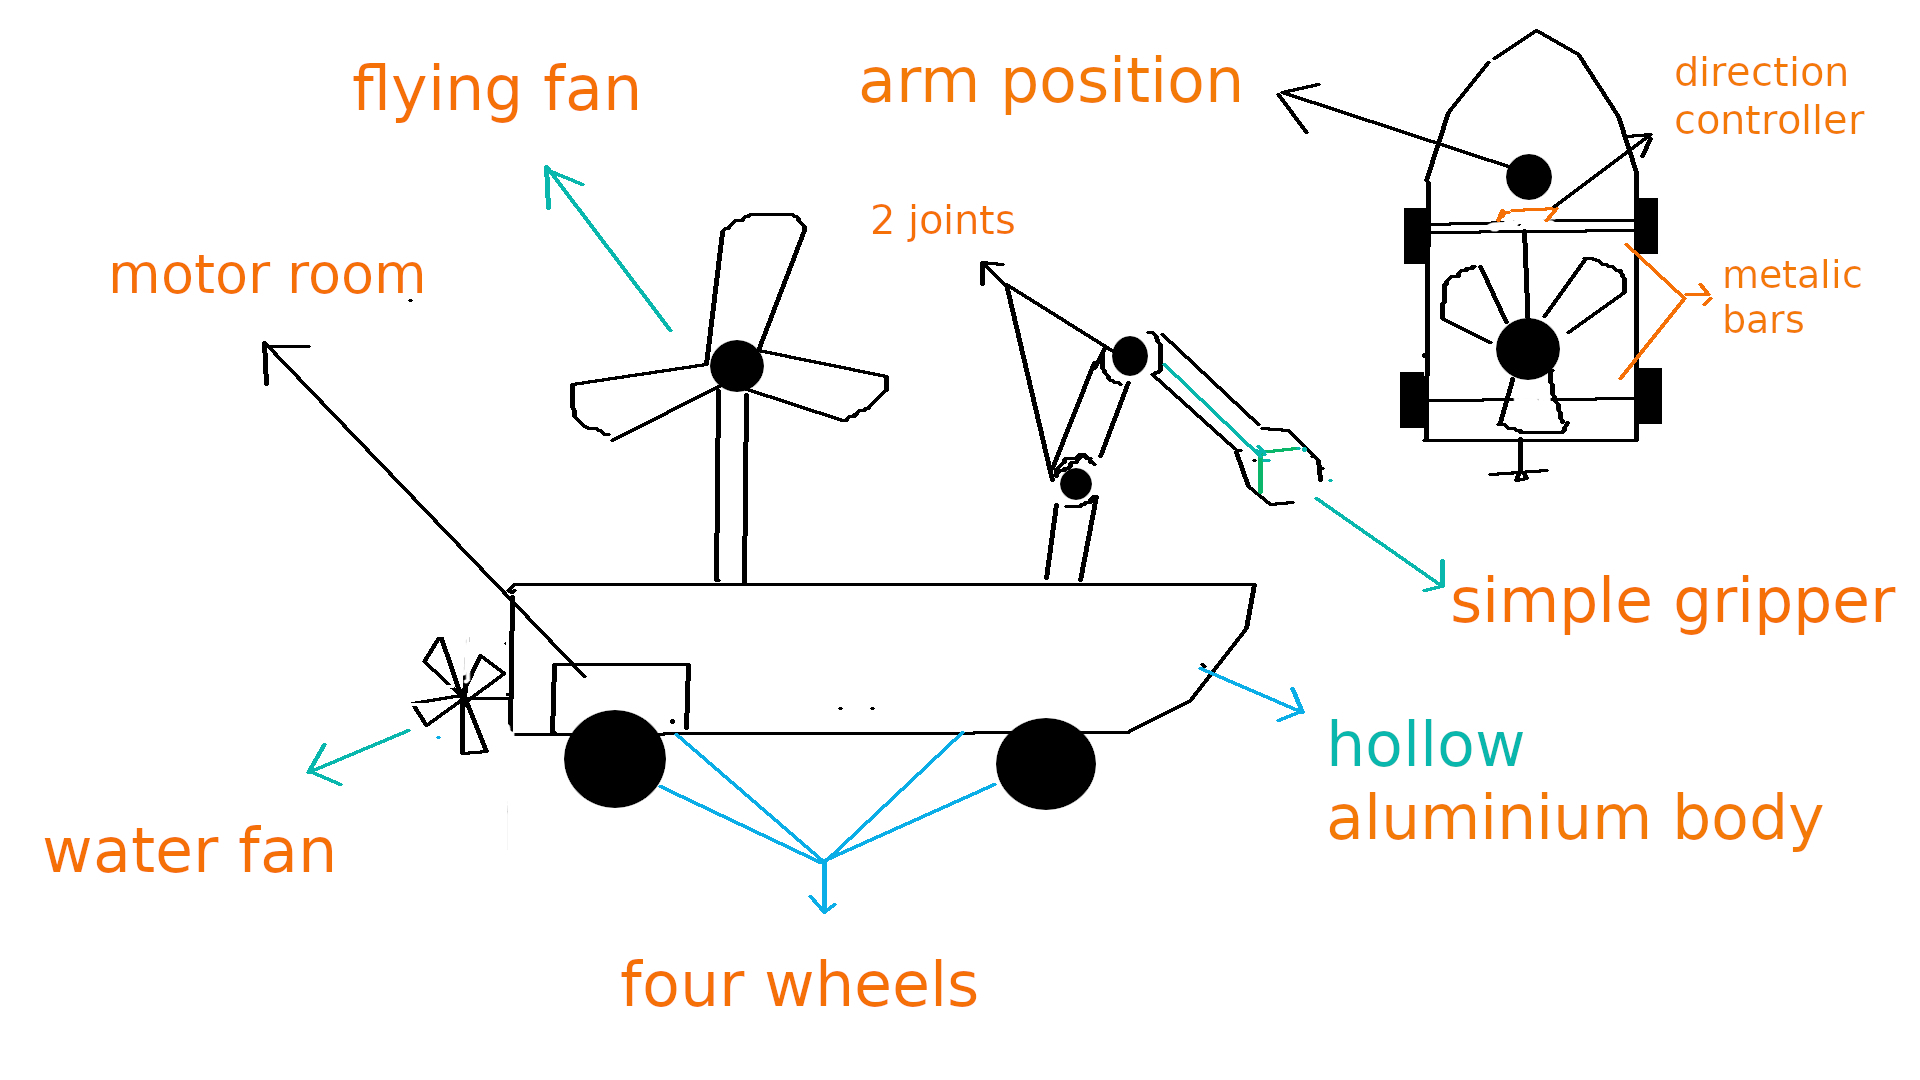 flying fan
arm position
direction
controller
2 joints
motor room
metalic
bars
simple gripper
hollow
aluminium body
water fan
four wheels